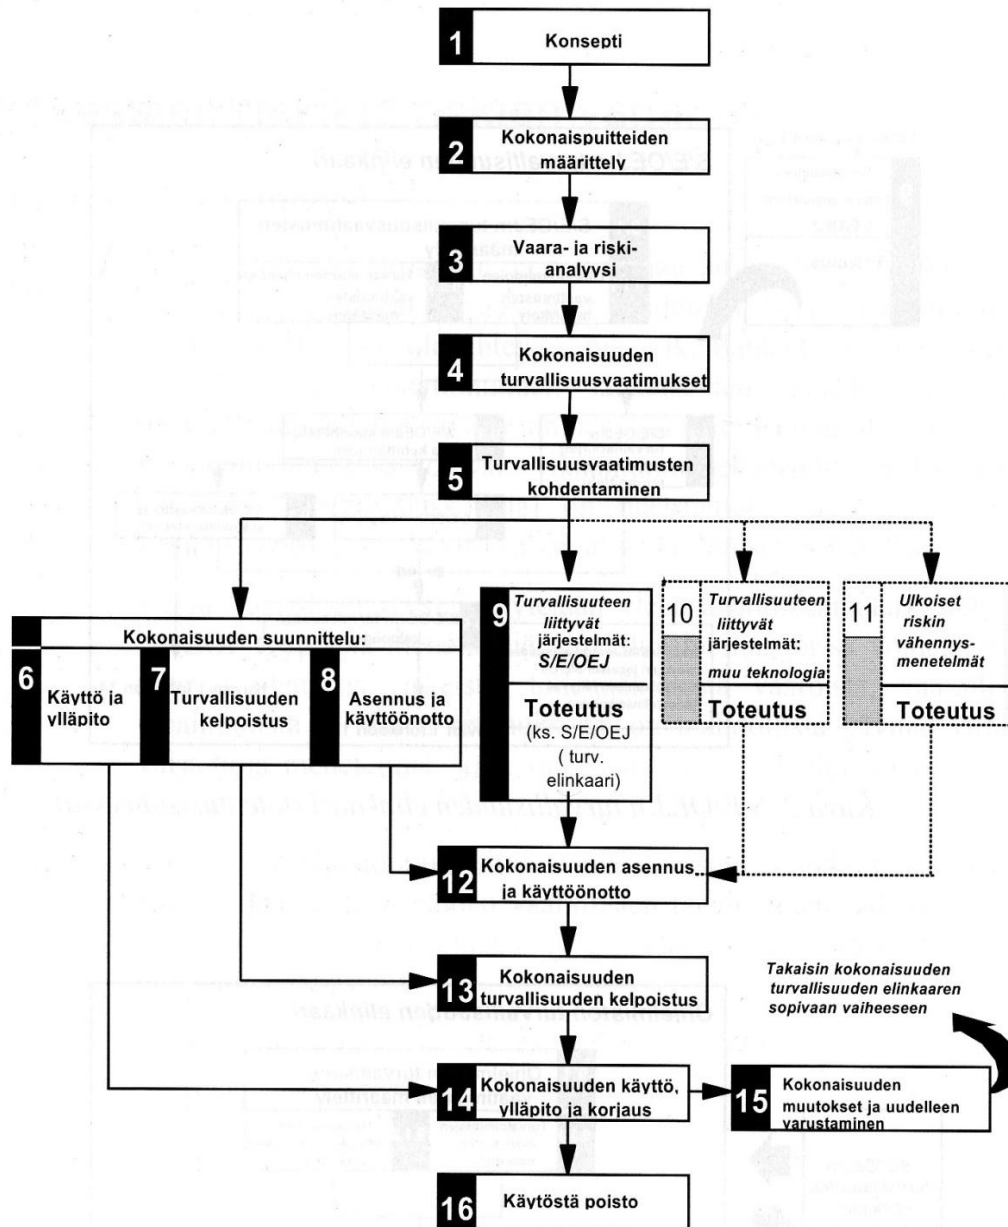 1
Konsepti
2
Kokonaispuitteiden
määrittely
3
Vaara- ja riski-
analyysi
4
Kokonaisuuden
turvallisuusvaatimukset
5
Turvallisuusvaatimusten
kohdentaminen
Kokonaisuuden suunnittelu:
6
Käyttö ja
ylläpito
7
Turvallisuuden
kelpoistus
8
Asennus ja
käyttöönotto
9
Turvallisuuteen
liittyvät
järjestelmät:
S/E/OEJ
Toteutus
(ks. S/E/OEJ
( turv.
elinkaari)
10
Turvallisuuteen
liittyvät
järjestelmät:
muu teknologia
Toteutus
11
Ulkoiset
riskin
vähennys-
menetelmät
Toteutus
12
Kokonaisuuden asennus
ja käyttöönotto
13
Kokonaisuuden
turvallisuuden kelpoistus
Takaisin kokonaisuuden
turvallisuuden elinkaaren
sopivaan vaiheeseen
14
Kokonaisuuden käyttö,
ylläpito ja korjaus
15
Kokonaisuuden
muutokset ja uudelleen
varustaminen
16
Käytöstä poisto